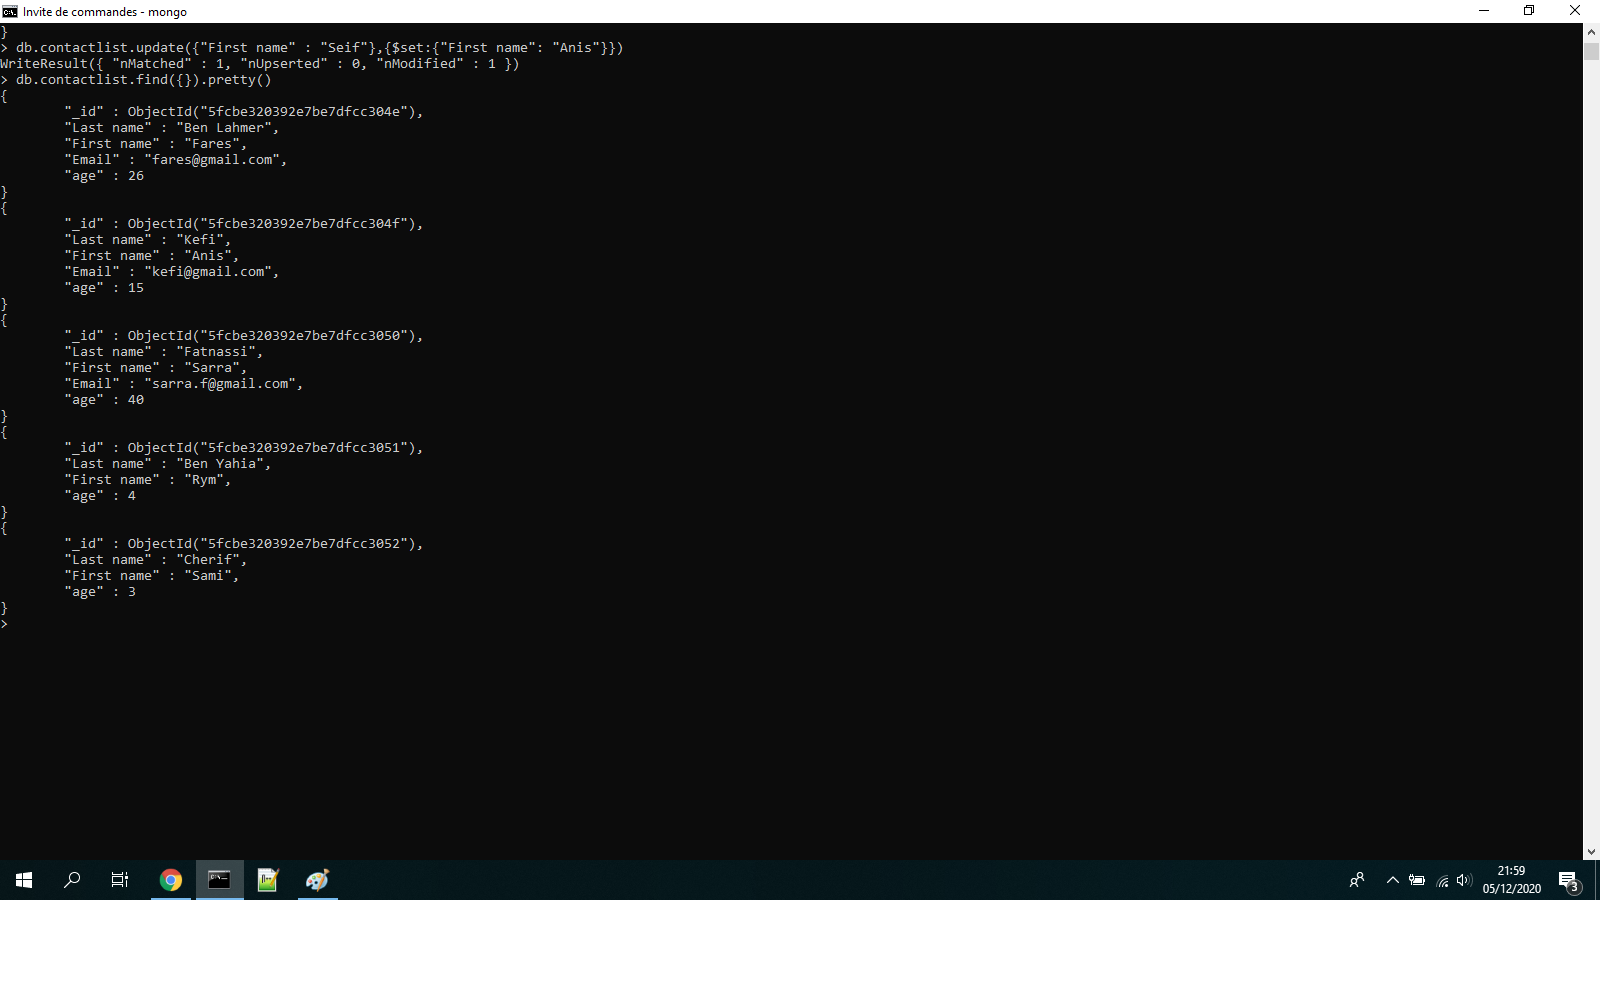 Invite de commandes - mongo
}
> db.contactlist.update({"First name" : "Seif"},{$set:{"First name": "Anis"}})
WriteResult({ "nMatched" : 1, "nUpserted" : 0, "nModified" : 1 })
> db.contactlist.find({}).pretty()
{
"_id" : ObjectId("5fcbe320392e7be7dfcc304e"),
"Last name" : "Ben Lahmer",
"First name" : "Fares",
"Email" : "fares@gmail.com",
"age" : 26
}
{
"_id" : ObjectId("5fcbe320392e7be7dfcc304f"),
"Last name" : "Kefi",
"First name" : "Anis",
"Email" : "kefi@gmail.com",
"age" : 15
}
{
"_id" : ObjectId("5fcbe320392e7be7dfcc3050"),
"Last name" : "Fatnassi",
"First name" : "Sarra",
"Email" : "sarra.f@gmail.com",
"age" : 40
}
{
"_id" : ObjectId("5fcbe320392e7be7dfcc3051"),
"Last name" : "Ben Yahia",
"First name" : "Rym",
"age" : 4
}
{
"_id" : ObjectId("5fcbe320392e7be7dfcc3052"),
"Last name" : "Cherif",
"First name" : "Sami",
"age" : 3
}
>
21:59
05/12/2020
3